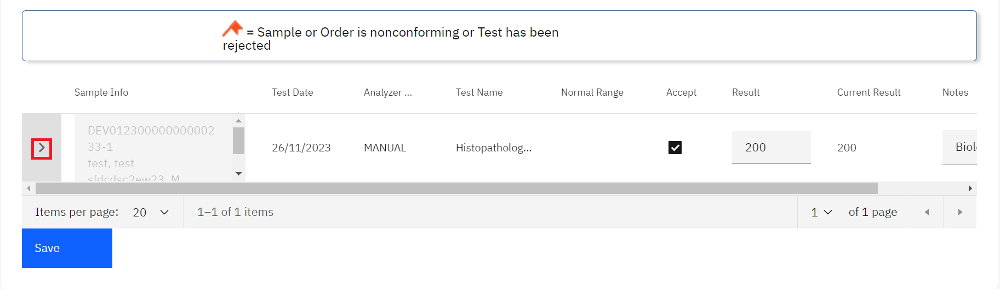 = Sample or Order is nonconforming or Test has been
rejected
Sample Info Test Date Analyzer ... Test Name Normal Range Accept Result Current Result Notes
DEV012300000000002
33-1
test, test
sfdcdsc2ew23, M
26/11/2023 MANUAL Histopatholog... 200 200 Biol
Items per page: 20 1–1 of 1 items 1 of 1 page
Save